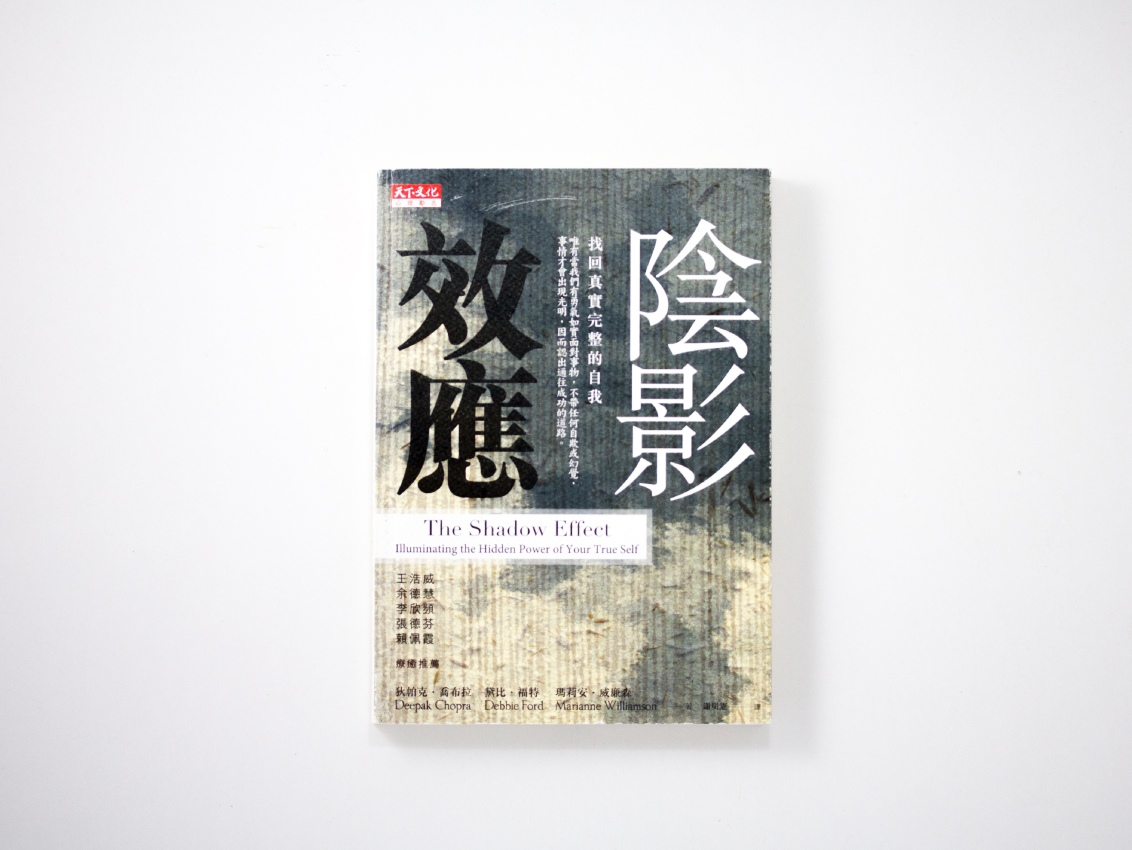 天下文化
陰影
效應
找回真實完整的自我
唯有當我們有勇氣如實面對事物，不帶任何自欺或幻覺，
事情才會出現光明，因而認出通往成功的道路。
The Shadow Effect
Illuminating the Hidden Power of Your True Self
王浩威
余德慧
李欣頻
張德芬
賴佩霞
療癒推薦
狄帕克・喬布拉 黛比・福特 瑪莉安・威廉森
Deepak Chopra Debbie Ford Marianne Williamson 著 譯